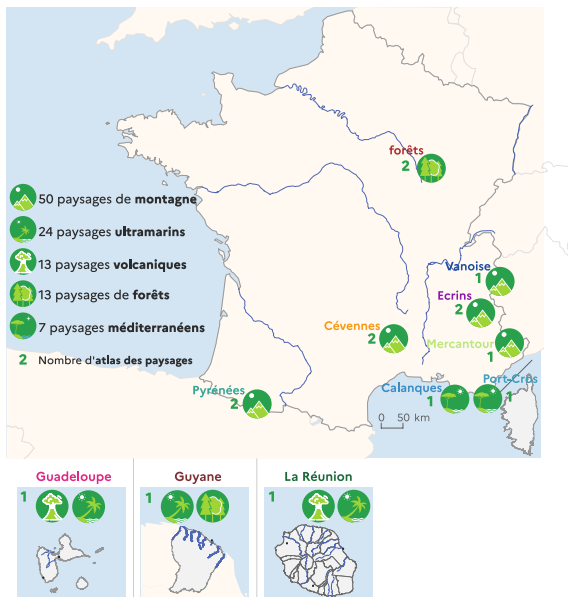 forêts
2
50 paysages de montagne
24 paysages ultramarins
13 paysages volcaniques
13 paysages de forêts
7 paysages méditerranéens
2 Nombre d'atlas des paysages
Vanoise
1
Ecrins
2
Cévennes
2
Mercantour
1
Pyrénées
2
Calanques
1
Port-Cros
1
0 50 km
Guadeloupe
1
Guyane
1
La Réunion
1